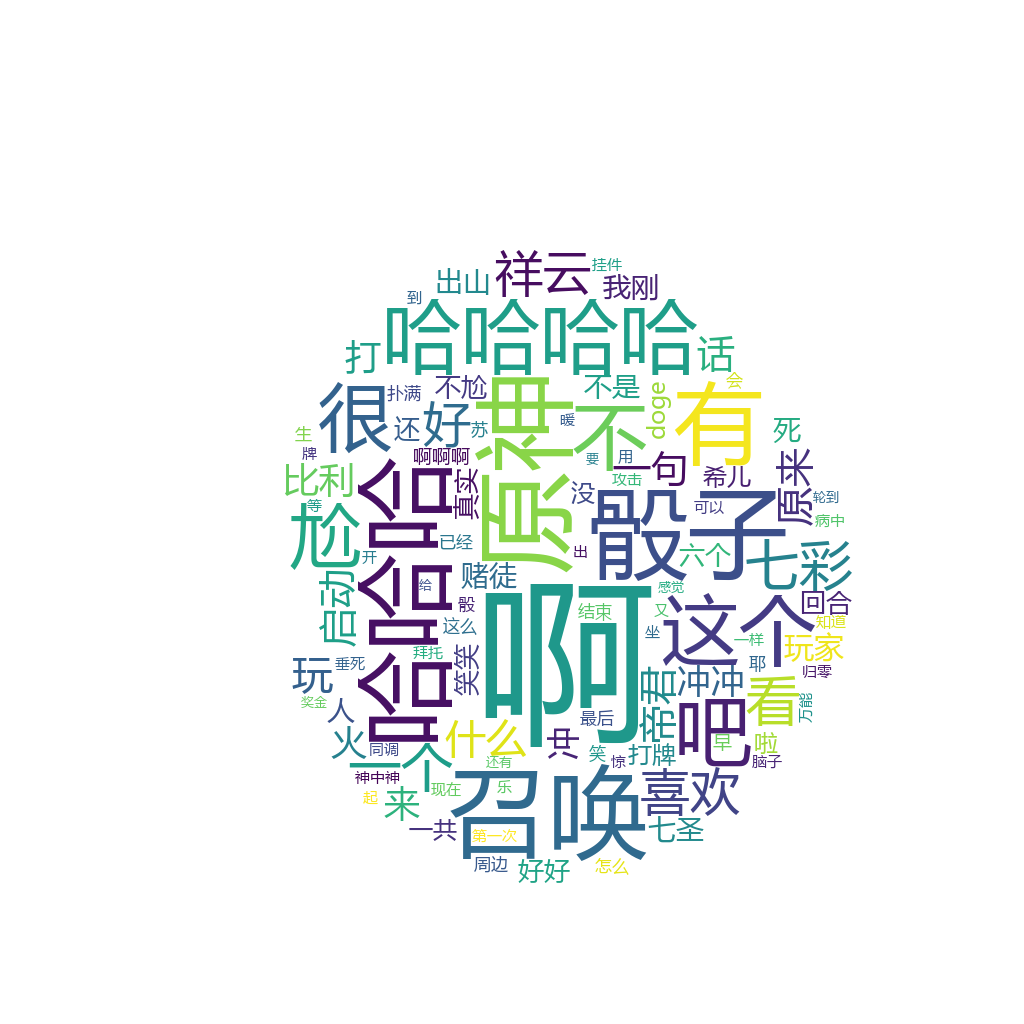 祥云
挂件
出山
我刚
到
哈哈哈哈
打
话
会
不尬
不是
doge
有
很
扑满
还
好
苏
原神
暖
不
死
生
牌
啊啊啊
要
用
一句
攻击
希儿
原来
比利
等
哈哈哈
真实
没
骰子
可以
轮到
病中
尬
开
已经
出
六个
七彩
启动
给
赌徒
骰
啊
结束
感觉
又
这个
回合
知道
这么
坐
一样
玩家
玩
垂死
拜托
笑笑
耶
归零
奖金
君
冲冲
看
万能
人
火
什么
冲
最后
帝
吧
早
啦
同调
一个
还有
笑
惊
打牌
脑子
神中神
起
来
现在
乐
召唤
喜欢
一共
第一次
七圣
周边
好好
怎么